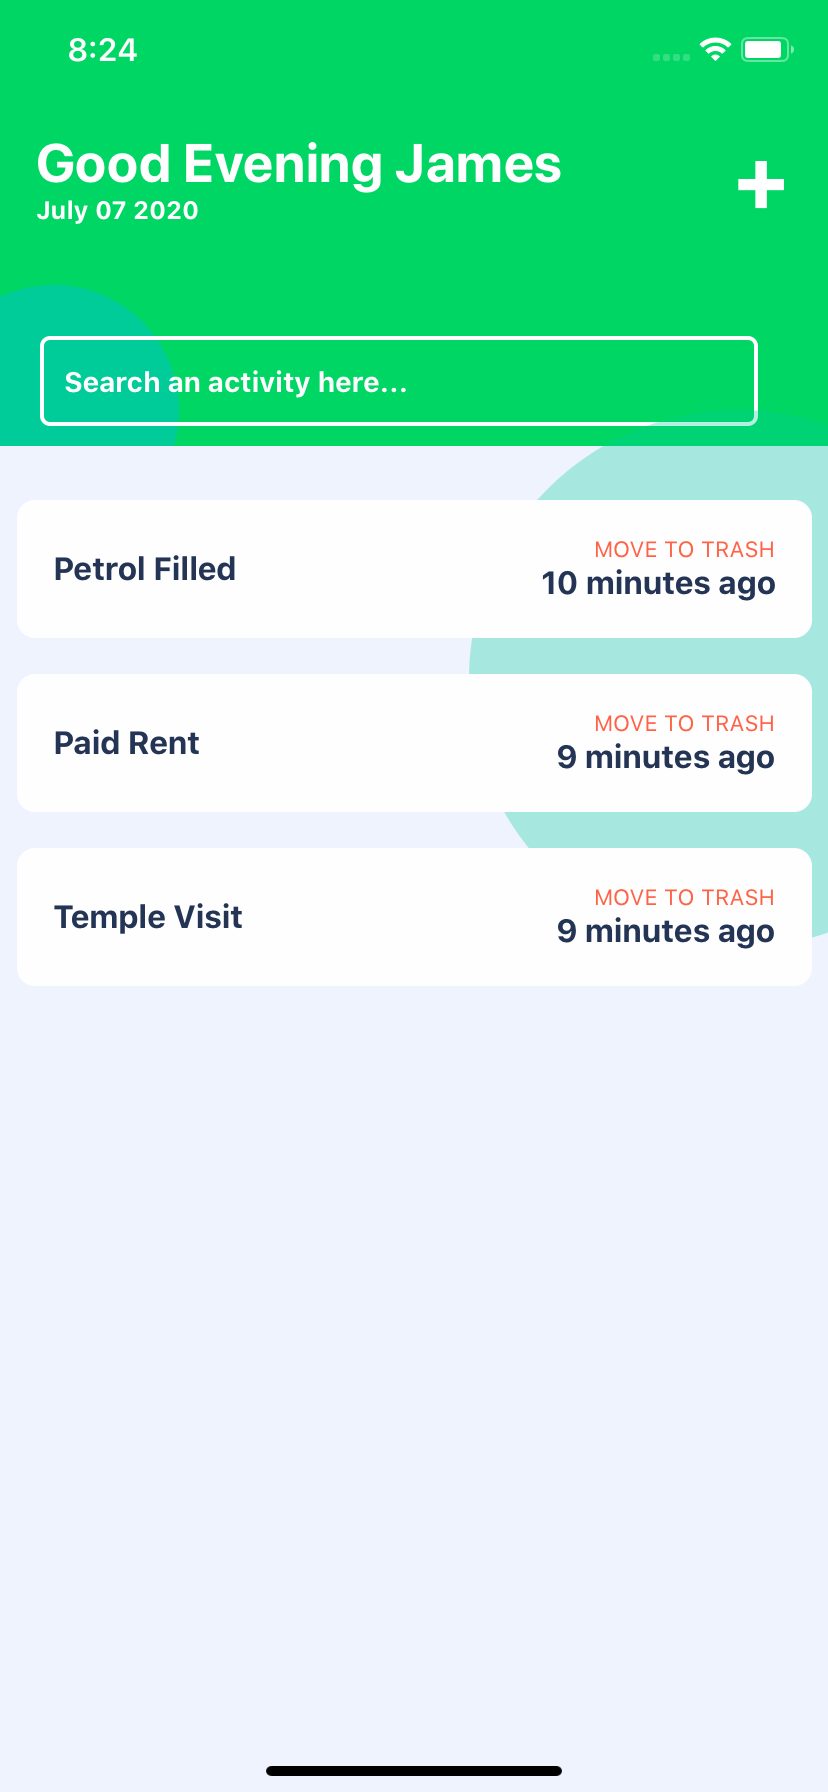 8:24
Good Evening James
July 07 2020
Search an activity here...
Petrol Filled
MOVE TO TRASH
10 minutes ago
Paid Rent
MOVE TO TRASH
9 minutes ago
Temple Visit
MOVE TO TRASH
9 minutes ago